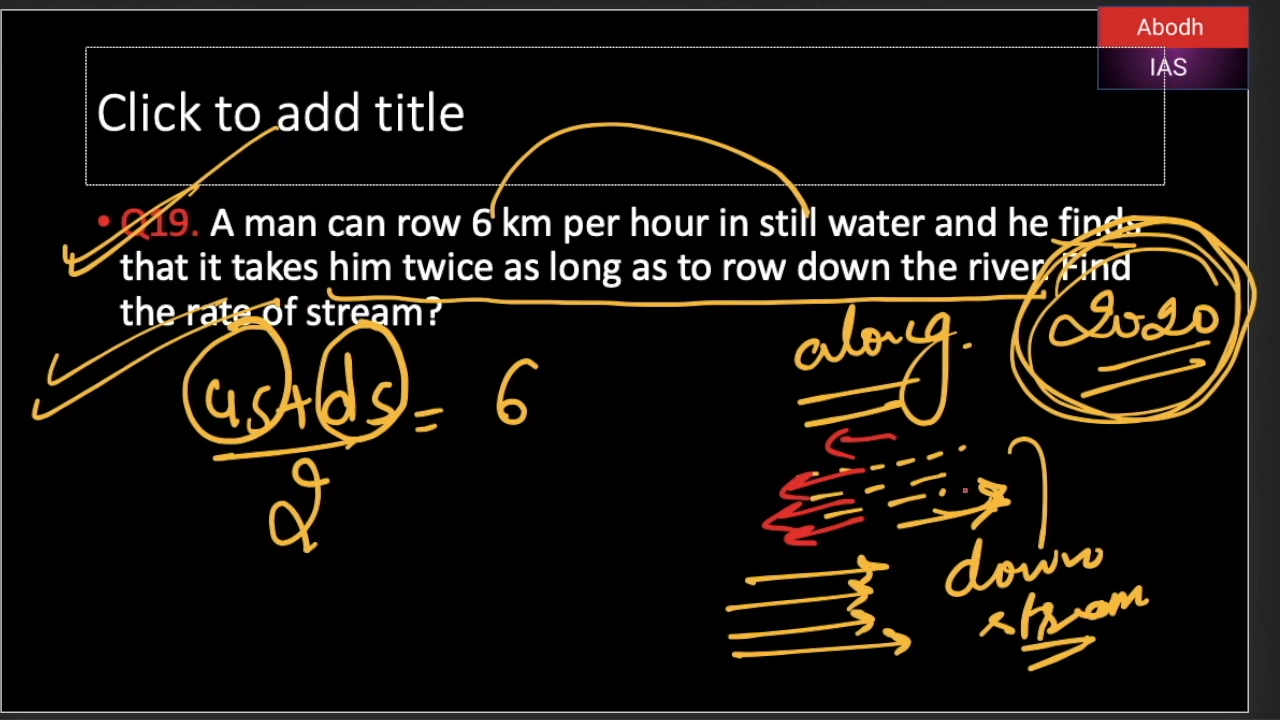 Abodh
IAS
Click to add title
• Q19. A man can row 6 km per hour in still water and he finds
that it takes him twice as long as to row down the river. Find
the rate of stream?
2020
along.
us + ds = 6
2
down
stream